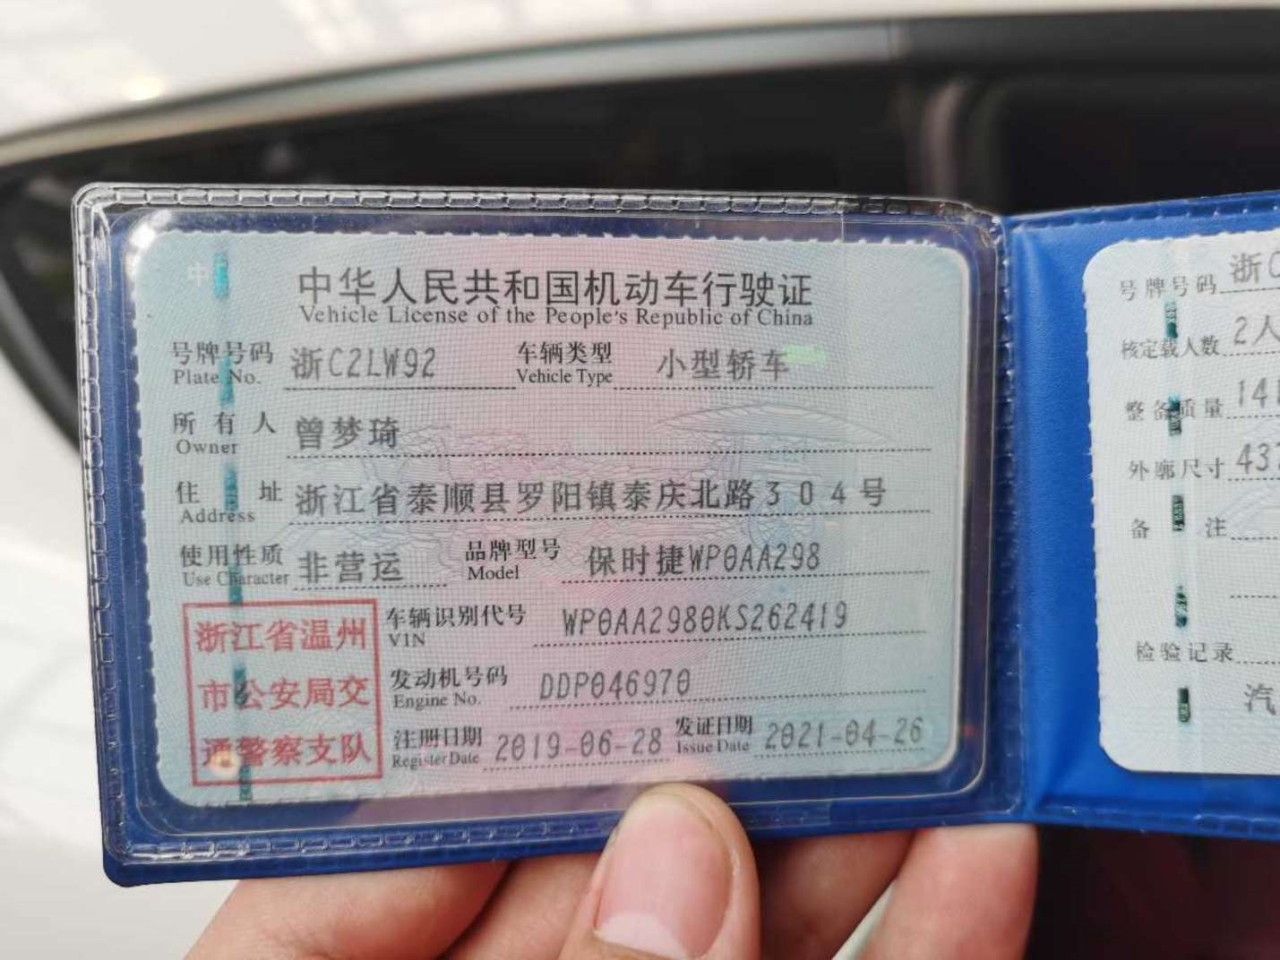 中华人民共和国机动车行驶证
Vehicle License of the People's Republic of China
号牌号码 浙C2LW92 车辆类型 小型轿车
Plate No. Vehicle Type
所有人 曾梦琦
Owner
住址 浙江省泰顺县罗阳镇泰庆北路304号
Address
使用性质 非营运 品牌型号 保时捷WP0AA298
Use Character Model
浙江省温州
市公安局交
通警察支队
车辆识别代号 WP0AA2980KS262419
VIN
发动机号码 DDP046970
Engine No.
注册日期 2019-06-28 发证日期 2021-04-26
Register Date Issue Date
号牌号码 浙C
核定载人数 2人
整备质量 141
外廓尺寸 437
备注
检验记录
汽